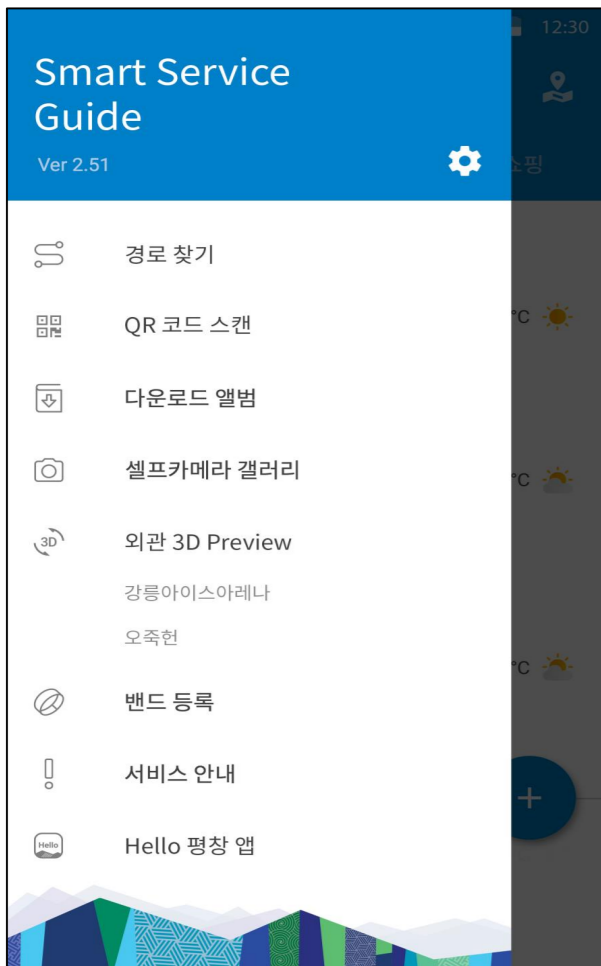 12:30
Smart Service
Guide
Ver 2.51
쇼핑
경로 찾기
QR 코드 스캔
°C
다운로드 앨범
셀프카메라 갤러리
°C
3D
외관 3D Preview
강릉아이스아레나
오죽헌
°C
밴드 등록
서비스 안내
Hello
Hello 평창 앱